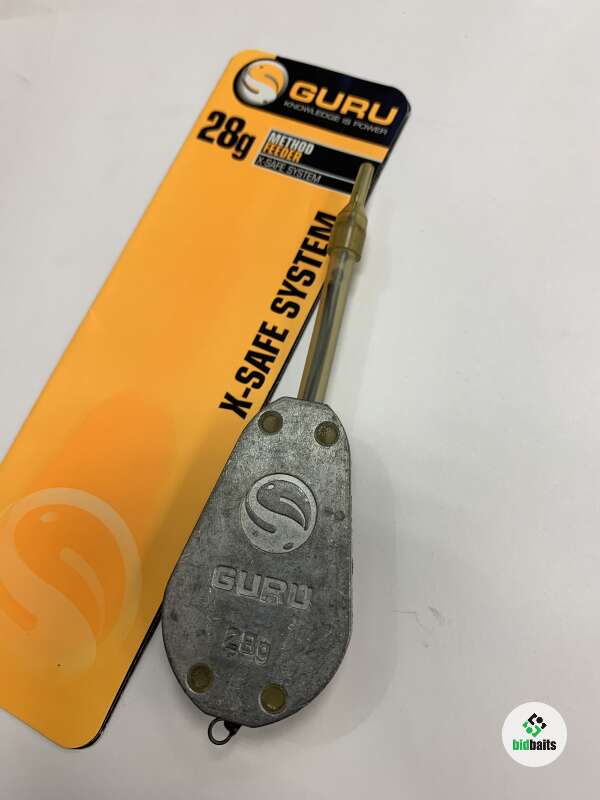 GURU
KNOWLEDGE IS POWER
28g
METHOD
FEEDER
X-SAFE SYSTEM
X-SAFE SYSTEM
GURU
28g
bidbaits